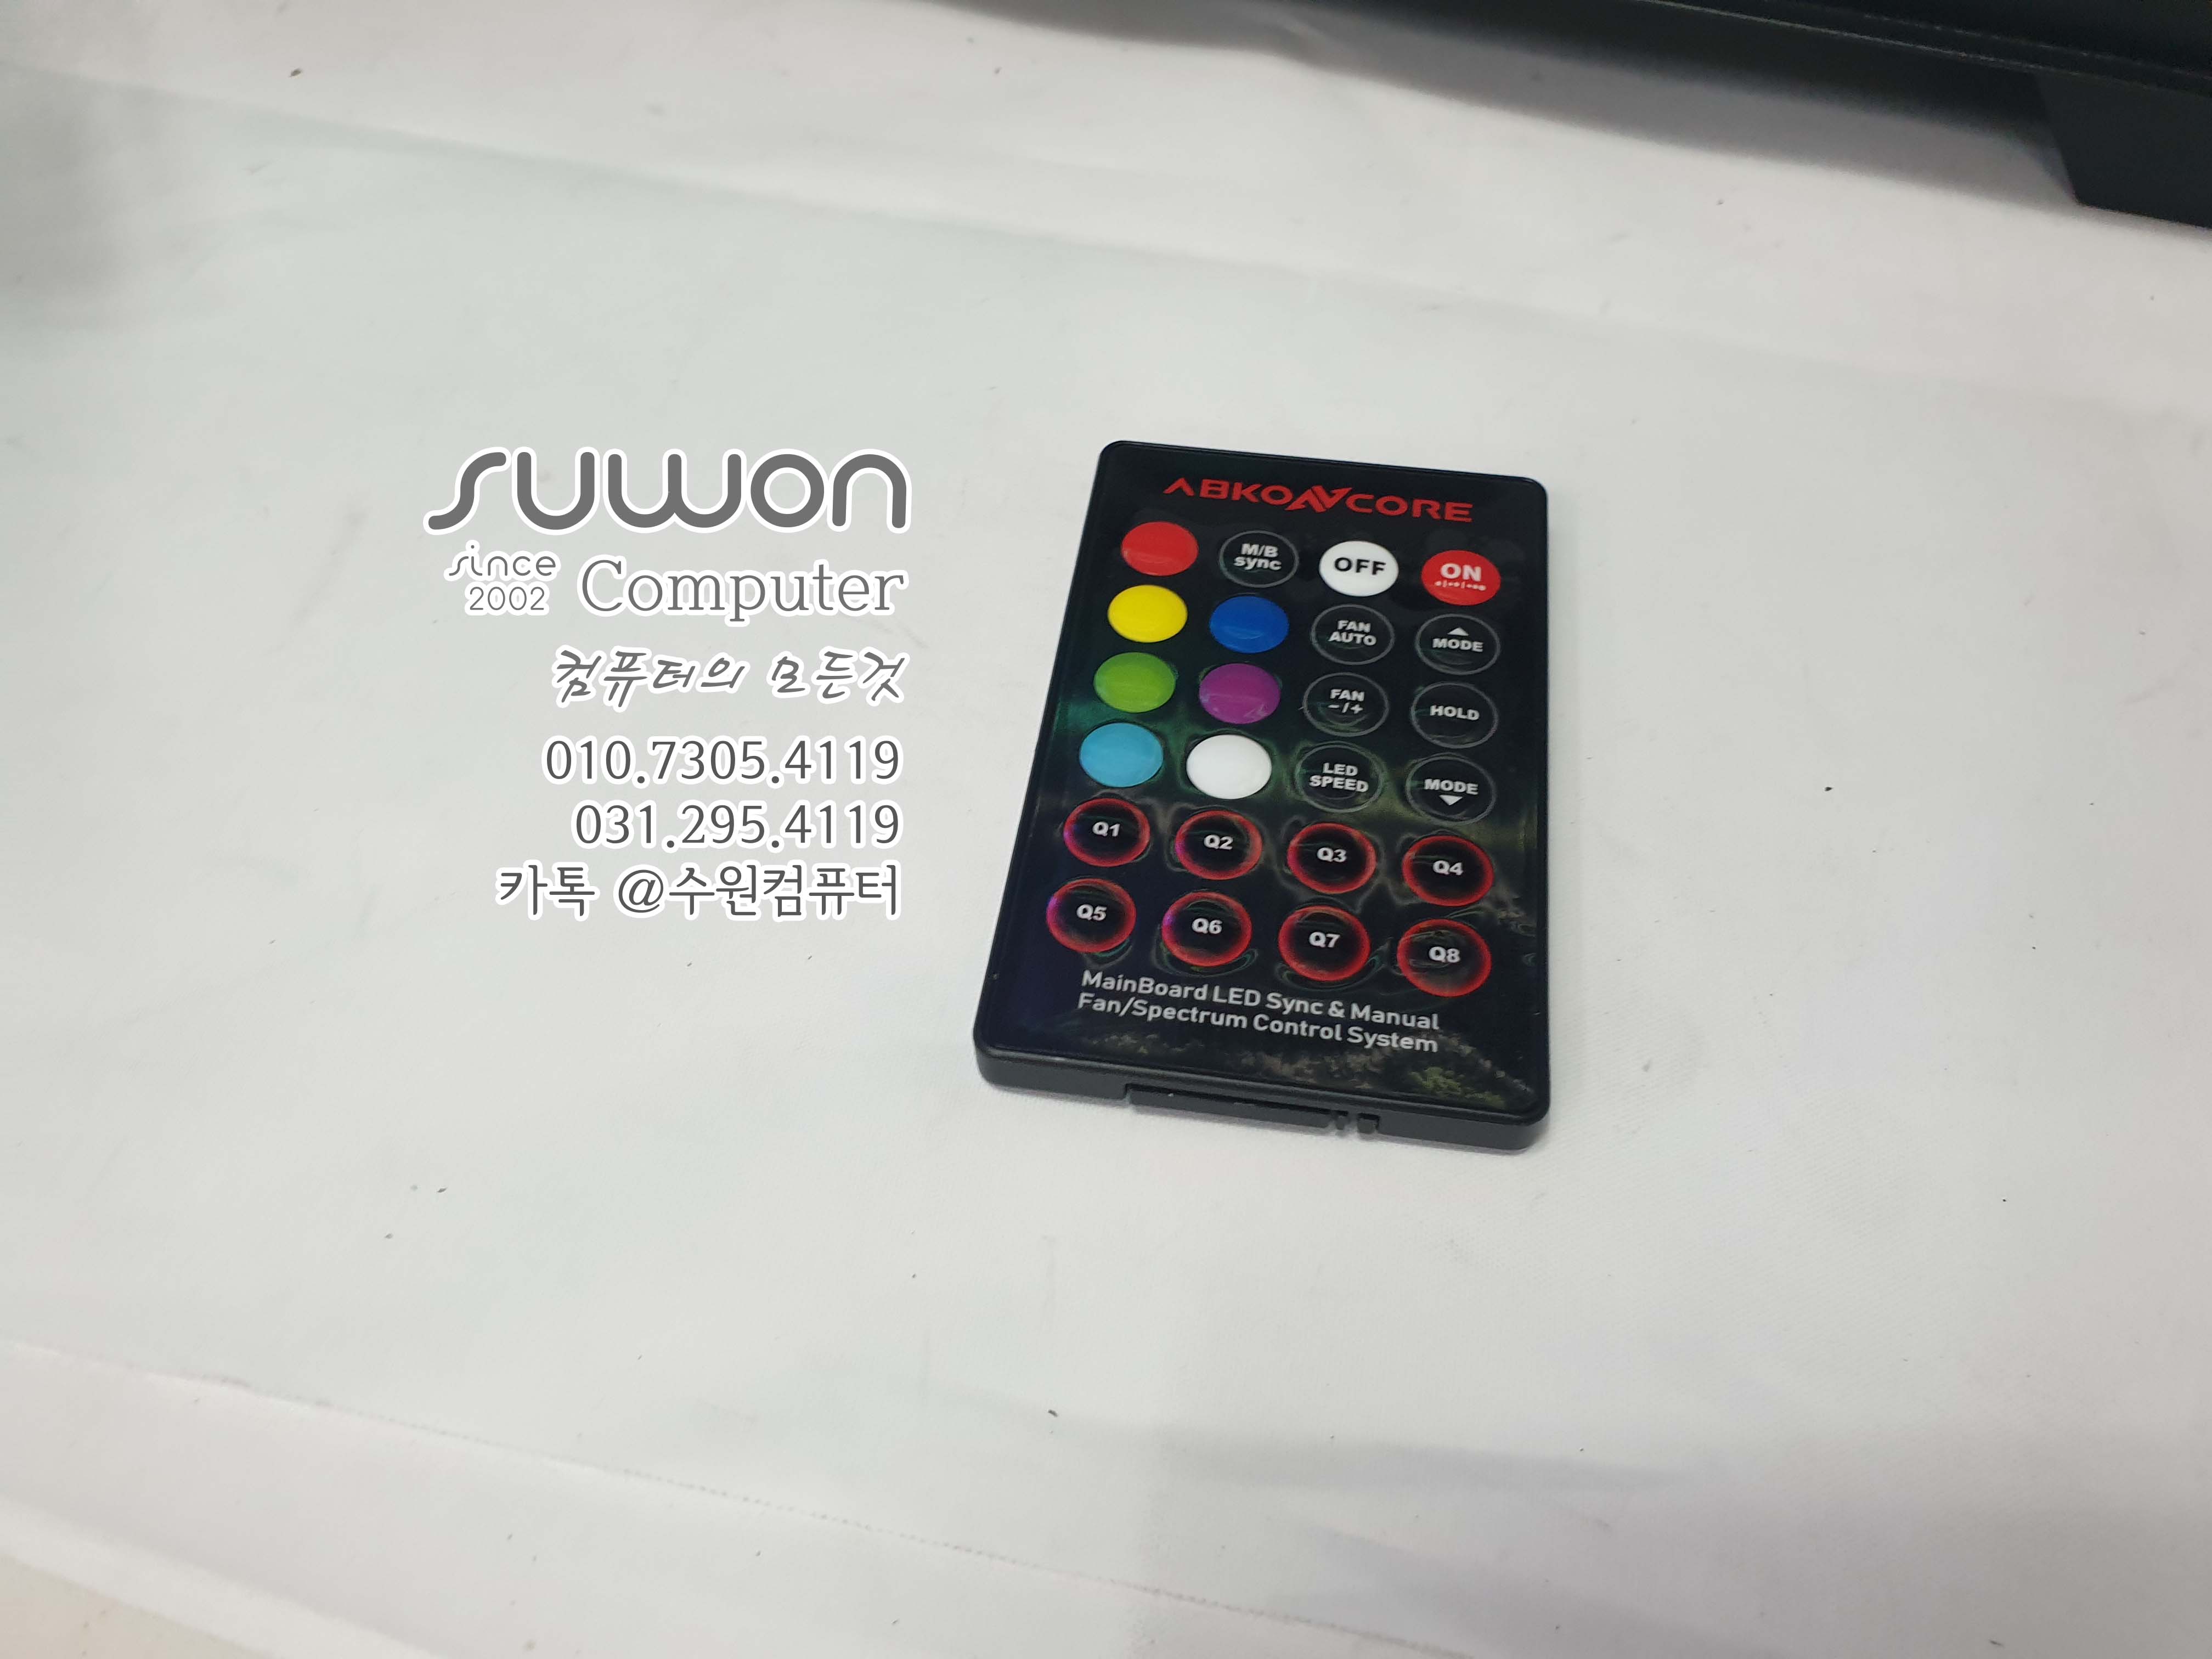 suwon
since 2002 Computer
컴퓨터의 모든것
010.7305.4119
031.295.4119
카톡 @수원컴퓨터
ABKONCORE
M/B sync
OFF
ON
FAN AUTO
MODE
FAN -/+
HOLD
LED SPEED
MODE
Q1 Q2 Q3 Q4
Q5 Q6 Q7 Q8
MainBoard LED Sync & Manual
Fan/Spectrum Control System